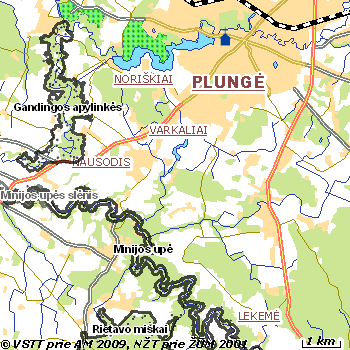 NORIŠKIAI
PLUNGĖ
Gandingos apylinkės
VARKALIAI
KAUSODIS
Minijos upės slėnis
Minijos upė
LEKEMĖ
Rietavo miškai
1 km
© VSTT prie AM 2009, NŽT prie ŽŪM 2001